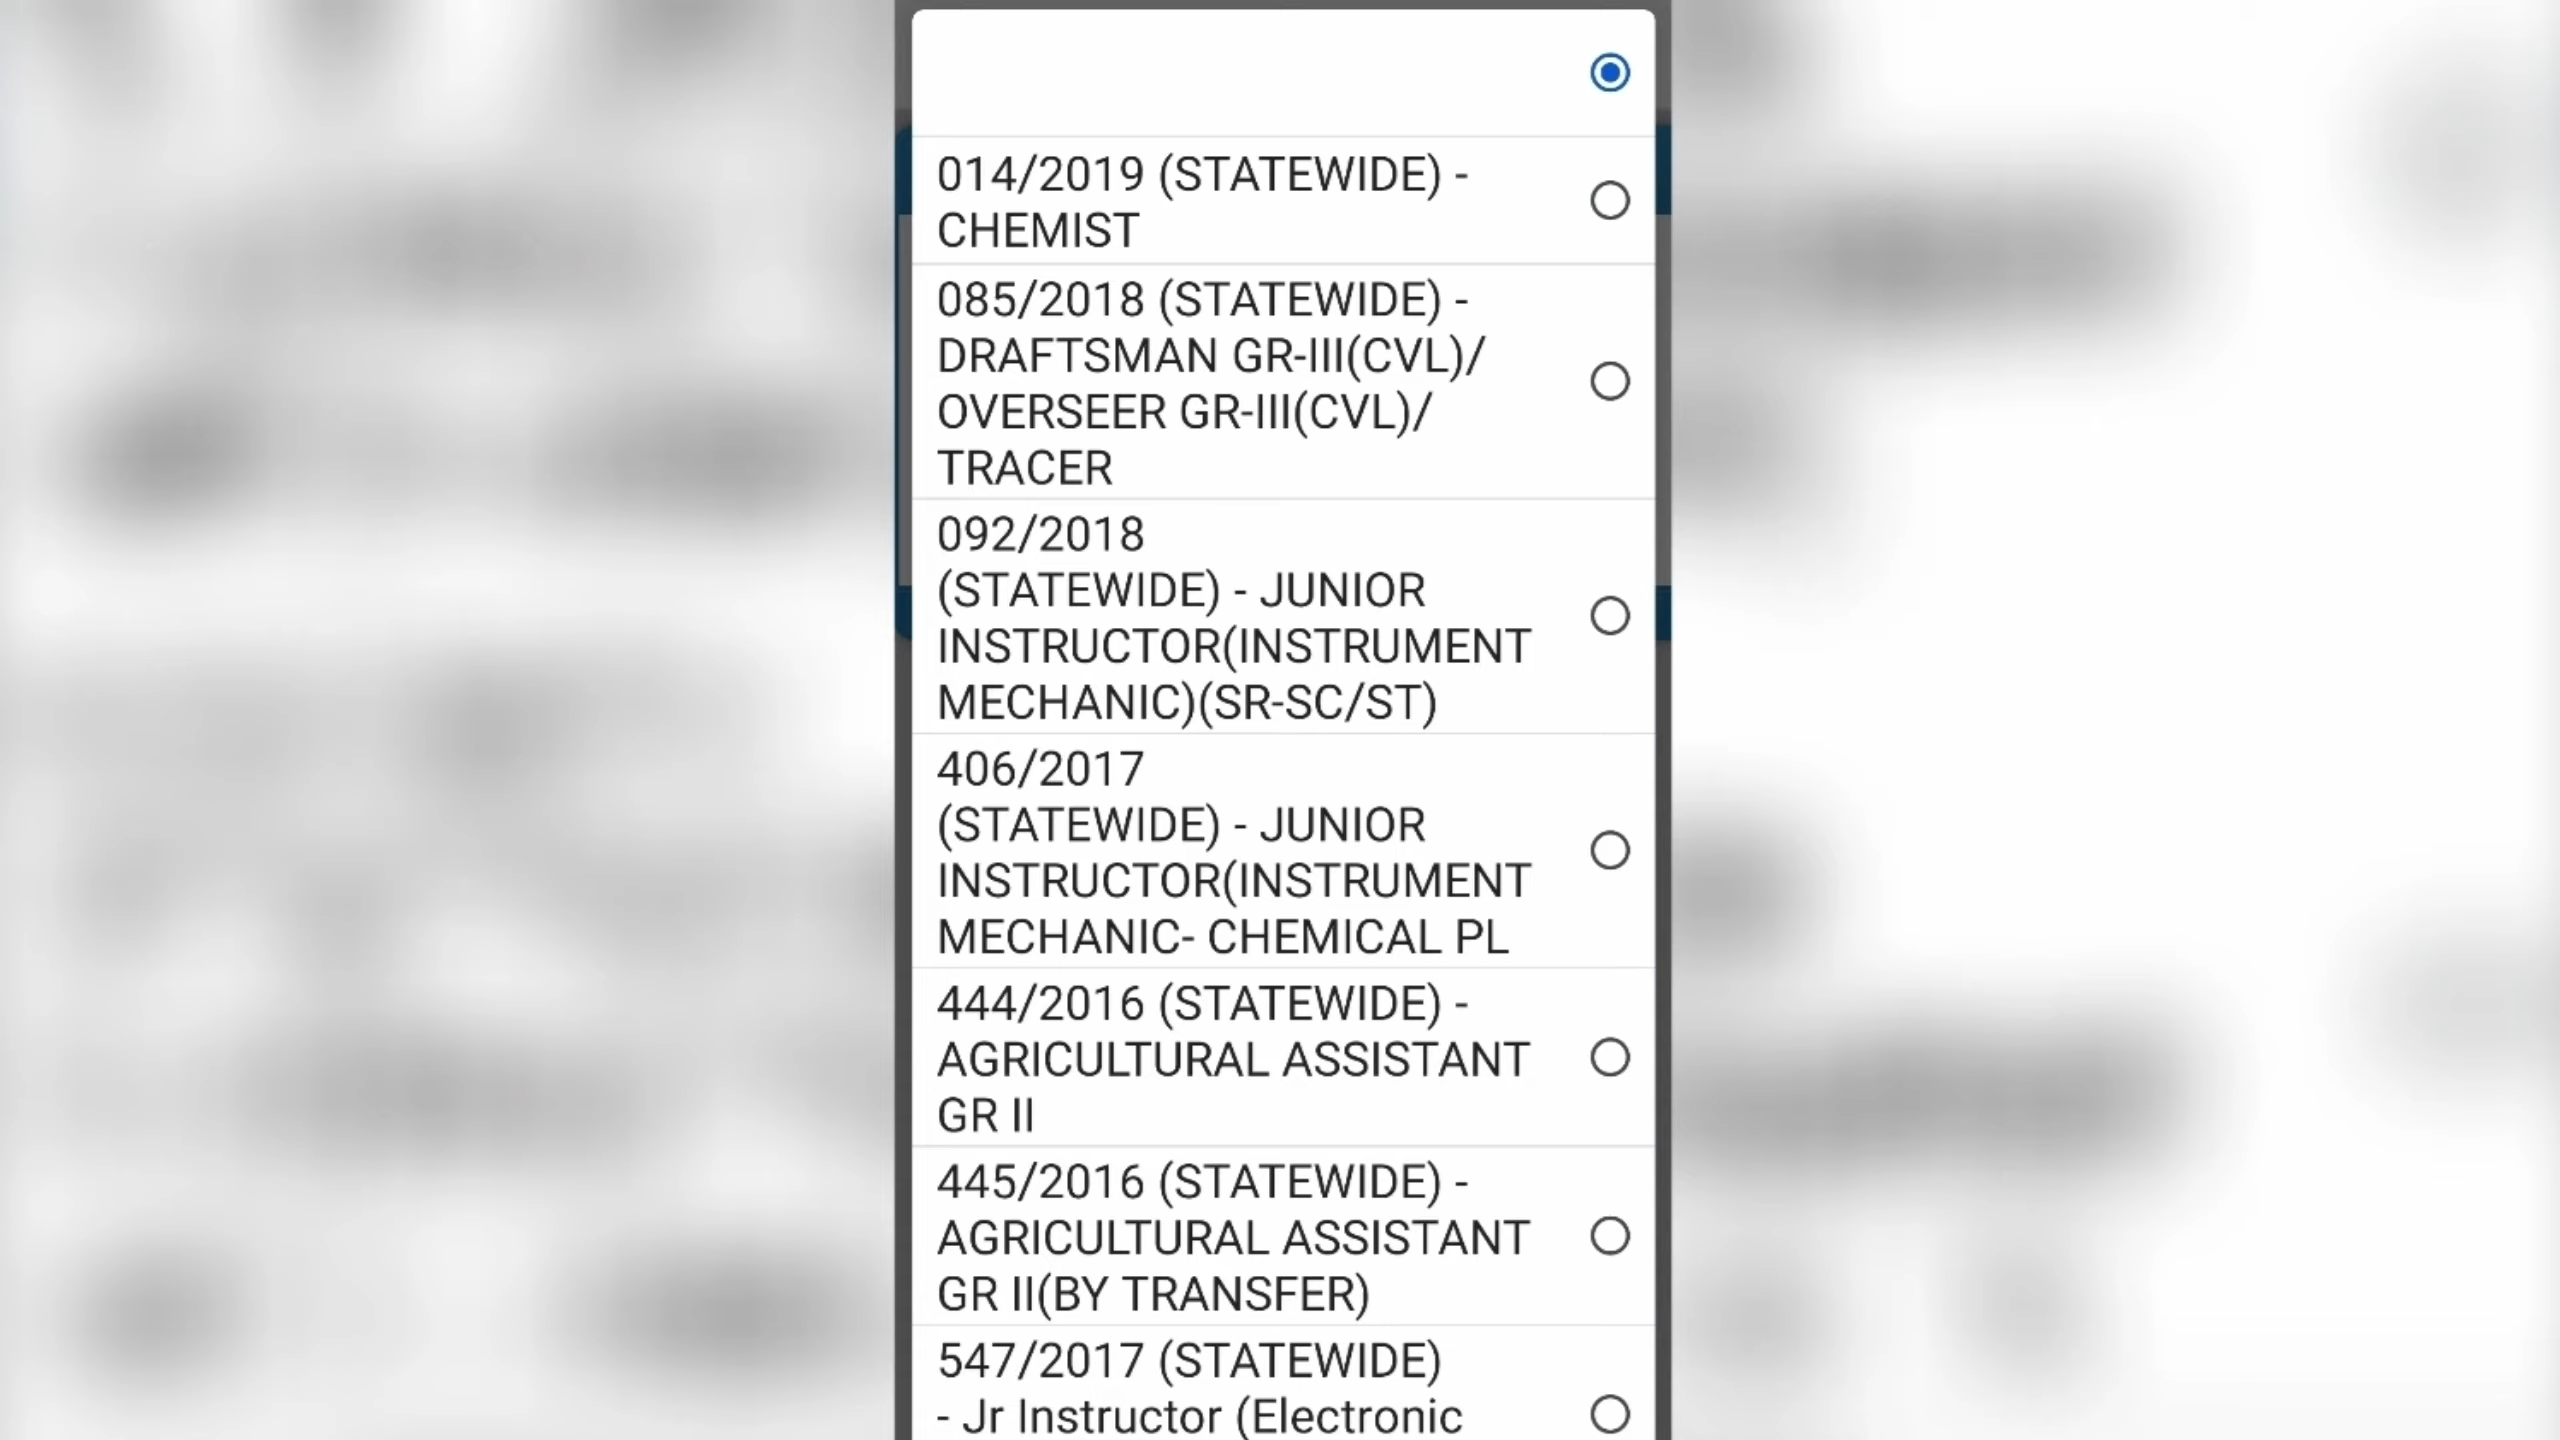 014/2019 (STATEWIDE) -
CHEMIST
085/2018 (STATEWIDE) -
DRAFTSMAN GR-III(CVL)/
OVERSEER GR-III(CVL)/
TRACER
092/2018
(STATEWIDE) - JUNIOR
INSTRUCTOR(INSTRUMENT
MECHANIC)(SR-SC/ST)
406/2017
(STATEWIDE) - JUNIOR
INSTRUCTOR(INSTRUMENT
MECHANIC- CHEMICAL PL
444/2016 (STATEWIDE) -
AGRICULTURAL ASSISTANT
GR II
445/2016 (STATEWIDE) -
AGRICULTURAL ASSISTANT
GR II(BY TRANSFER)
547/2017 (STATEWIDE)
- Jr Instructor (Electronic